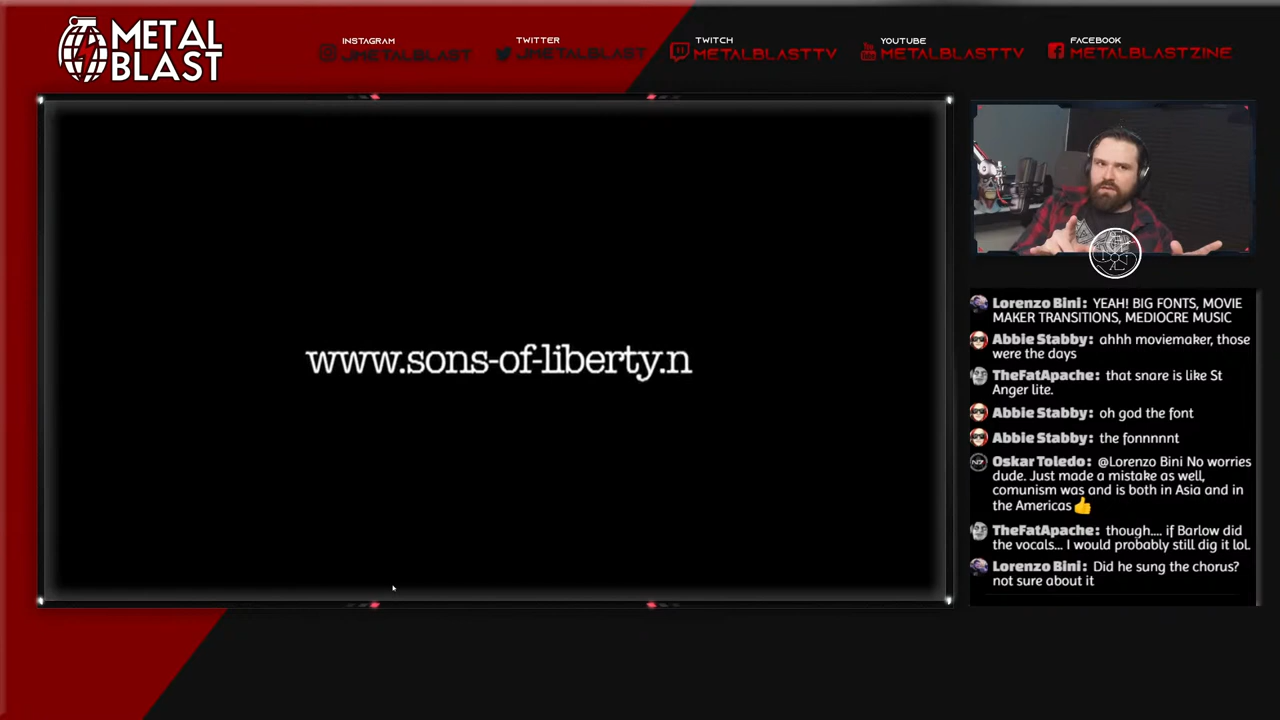 METAL
BLAST
INSTAGRAM
JMETALBLAST
TWITTER
JMETALBLAST
TWITCH
METALBLASTTV
YOUTUBE
METALBLASTTV
FACEBOOK
METALBLASTZINE
www.sons-of-liberty.n
Lorenzo Bini: YEAH! BIG FONTS, MOVIE
MAKER TRANSITIONS, MEDIOCRE MUSIC
Abbie Stabby: ahhh moviemaker, those
were the days
TheFatApache: that snare is like St
Anger lite.
Abbie Stabby: oh god the font
Abbie Stabby: the fonnnnnt
Oskar Toledo: @Lorenzo Bini No worries
dude. Just made a mistake as well,
comunism was and is both in Asia and in
the Americas 👍
TheFatApache: though.... if Barlow did
the vocals... I would probably still dig it lol.
Lorenzo Bini: Did he sung the chorus?
not sure about it